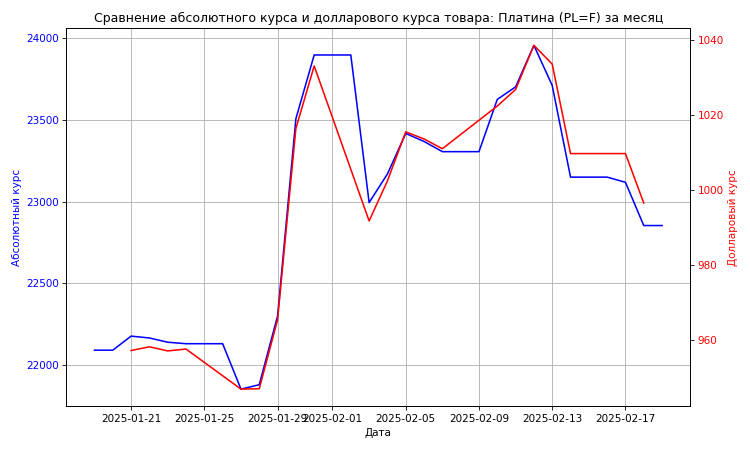 Сравнение абсолютного курса и долларового курса товара: Платина (PL=F) за месяц
Абсолютный курс
24000
23500
23000
22500
22000
1040
1020
1000
980
960
Долларовый курс
2025-01-21 2025-01-25 2025-01-29 2025-02-01 2025-02-05 2025-02-09 2025-02-13 2025-02-17
Дата